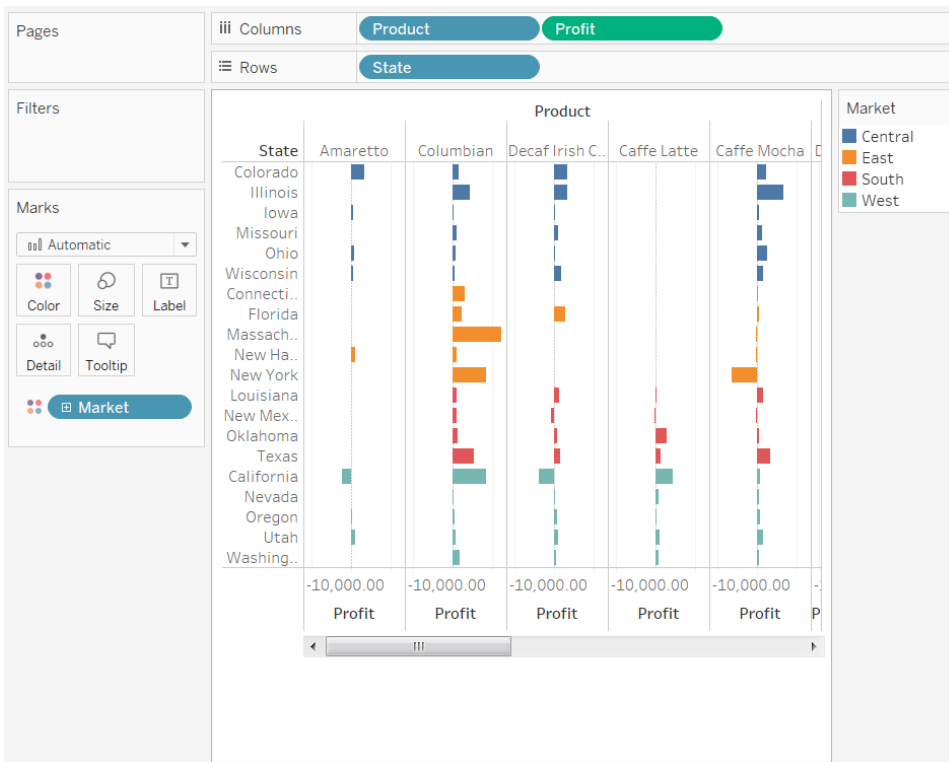 Pages
Columns Product Profit
Rows State
Filters
Marks
Automatic
Color Size Label
Detail Tooltip
Market
Product
State Amaretto Columbian Decaf Irish C.. Caffe Latte Caffe Mocha D
Colorado
Illinois
Iowa
Missouri
Ohio
Wisconsin
Connecti..
Florida
Massach..
New Ha..
New York
Louisiana
New Mex..
Oklahoma
Texas
California
Nevada
Oregon
Utah
Washing..
-10,000.00 -10,000.00 -10,000.00 -10,000.00 -10,000.00
Profit Profit Profit Profit Profit P
Market
Central
East
South
West